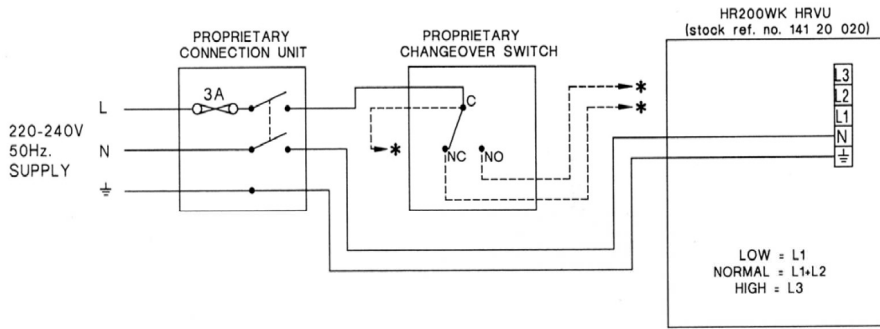 HR200WK HRVU
(stock ref. no. 141 20 020)
PROPRIETARY
CONNECTION UNIT
PROPRIETARY
CHANGEOVER SWITCH
3A
L
220-240V
50Hz.
SUPPLY
N
C
NC
NO
*
*
*
L3
L2
L1
N
LOW = L1
NORMAL = L1+L2
HIGH = L3